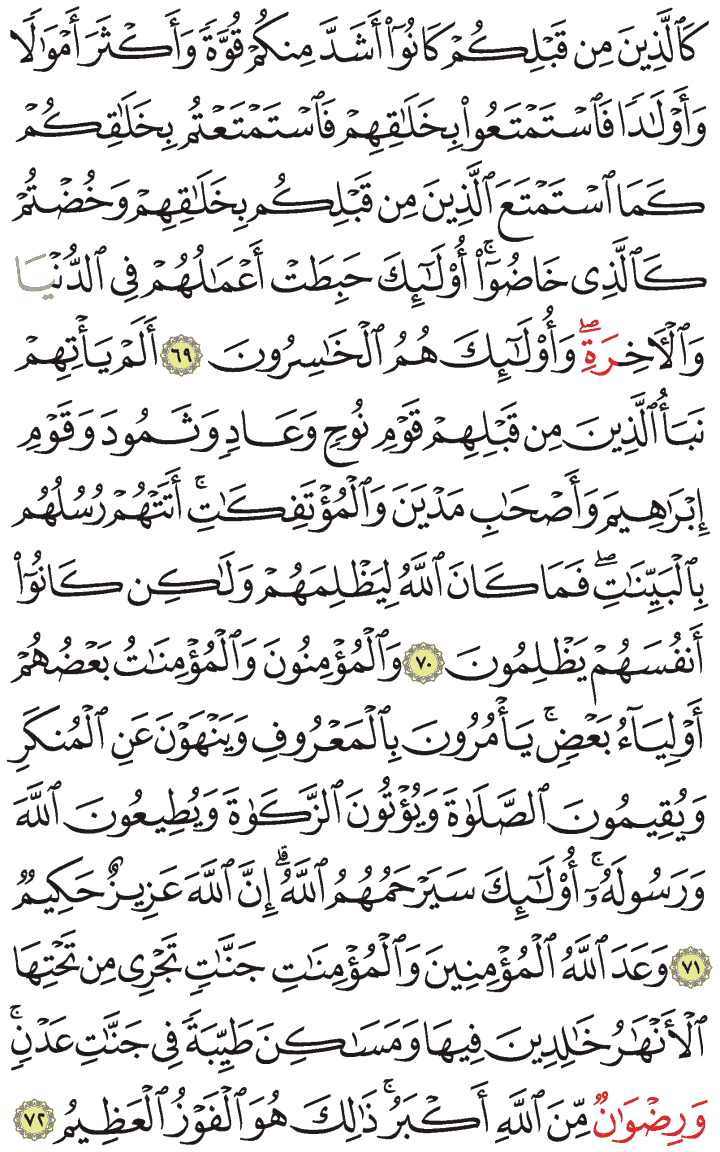 كَٱلَّذِينَ مِن قَبۡلِكُمۡ كَانُوٓاْ أَشَدَّ مِنكُمۡ قُوَّةٗ وَأَكۡثَرَ أَمۡوَٰلٗا
وَأَوۡلَٰدٗا فَٱسۡتَمۡتَعُواْ بِخَلَٰقِهِمۡ فَٱسۡتَمۡتَعۡتُم بِخَلَٰقِكُمۡ
كَمَا ٱسۡتَمۡتَعَ ٱلَّذِينَ مِن قَبۡلِكُم بِخَلَٰقِهِمۡ وَخُضۡتُمۡ
كَٱلَّذِي خَاضُوٓاْۚ أُوْلَٰٓئِكَ حَبِطَتۡ أَعۡمَٰلُهُمۡ فِي ٱلدُّنۡيَا
وَٱلۡأٓخِرَةِۖ وَأُوْلَٰٓئِكَ هُمُ ٱلۡخَٰسِرُونَ ٦٩ أَلَمۡ يَأۡتِهِمۡ
نَبَأُ ٱلَّذِينَ مِن قَبۡلِهِمۡ قَوۡمِ نُوحٖ وَعَادٖ وَثَمُودَ وَقَوۡمِ
إِبۡرَٰهِيمَ وَأَصۡحَٰبِ مَدۡيَنَ وَٱلۡمُؤۡتَفِكَٰتِۚ أَتَتۡهُمۡ رُسُلُهُم
بِٱلۡبَيِّنَٰتِۖ فَمَا كَانَ ٱللَّهُ لِيَظۡلِمَهُمۡ وَلَٰكِن كَانُوٓاْ
أَنفُسَهُمۡ يَظۡلِمُونَ ٧٠ وَٱلۡمُؤۡمِنُونَ وَٱلۡمُؤۡمِنَٰتُ بَعۡضُهُمۡ
أَوۡلِيَآءُ بَعۡضٖۚ يَأۡمُرُونَ بِٱلۡمَعۡرُوفِ وَيَنۡهَوۡنَ عَنِ ٱلۡمُنكَرِ
وَيُقِيمُونَ ٱلصَّلَوٰةَ وَيُؤۡتُونَ ٱلزَّكَوٰةَ وَيُطِيعُونَ ٱللَّهَ
وَرَسُولَهُۥٓۚ أُوْلَٰٓئِكَ سَيَرۡحَمُهُمُ ٱللَّهُۗ إِنَّ ٱللَّهَ عَزِيزٌ حَكِيمٞ
٧١ وَعَدَ ٱللَّهُ ٱلۡمُؤۡمِنِينَ وَٱلۡمُؤۡمِنَٰتِ جَنَّٰتٖ تَجۡرِي مِن تَحۡتِهَا
ٱلۡأَنۡهَٰرُ خَٰلِدِينَ فِيهَا وَمَسَٰكِنَ طَيِّبَةٗ فِي جَنَّٰتِ عَدۡنٖۚ
وَرِضۡوَٰنٞ مِّنَ ٱللَّهِ أَكۡبَرُۚ ذَٰلِكَ هُوَ ٱلۡفَوۡزُ ٱلۡعَظِيمُ ٧٢